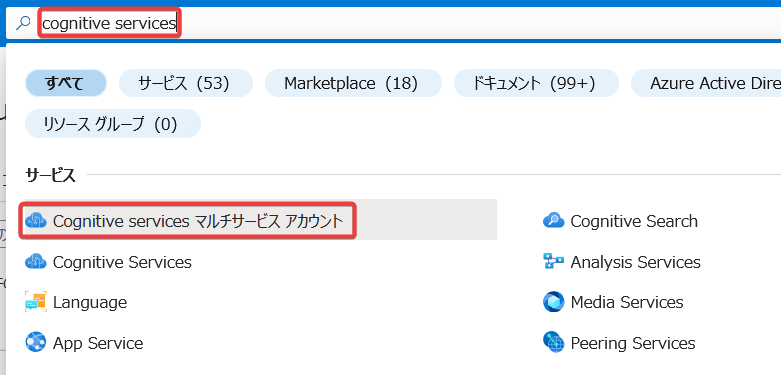 cognitive services
すべて サービス (53) Marketplace (18) ドキュメント (99+) Azure Active Dire
リソース グループ (0)
サービス
Cognitive services マルチサービス アカウント Cognitive Search
Cognitive Services Analysis Services
Language Media Services
App Service Peering Services